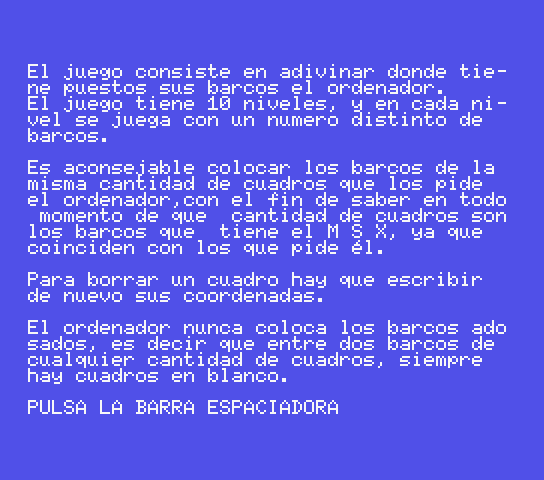 El juego consiste en adivinar donde tie-
ne puestos sus barcos el ordenador.
El juego tiene 10 niveles, y en cada ni-
vel se juega con un numero distinto de
barcos.
Es aconsejable colocar los barcos de la
misma cantidad de cuadros que los pide
el ordenador,con el fin de saber en todo
momento de que  cantidad de cuadros son
los barcos que  tiene el M S X, ya que
coinciden con los que pide él.
Para borrar un cuadro hay que escribir
de nuevo sus coordenadas.
El ordenador nunca coloca los barcos ado
sados, es decir que entre dos barcos de
cualquier cantidad de cuadros, siempre
hay cuadros en blanco.
PULSA LA BARRA ESPACIADORA